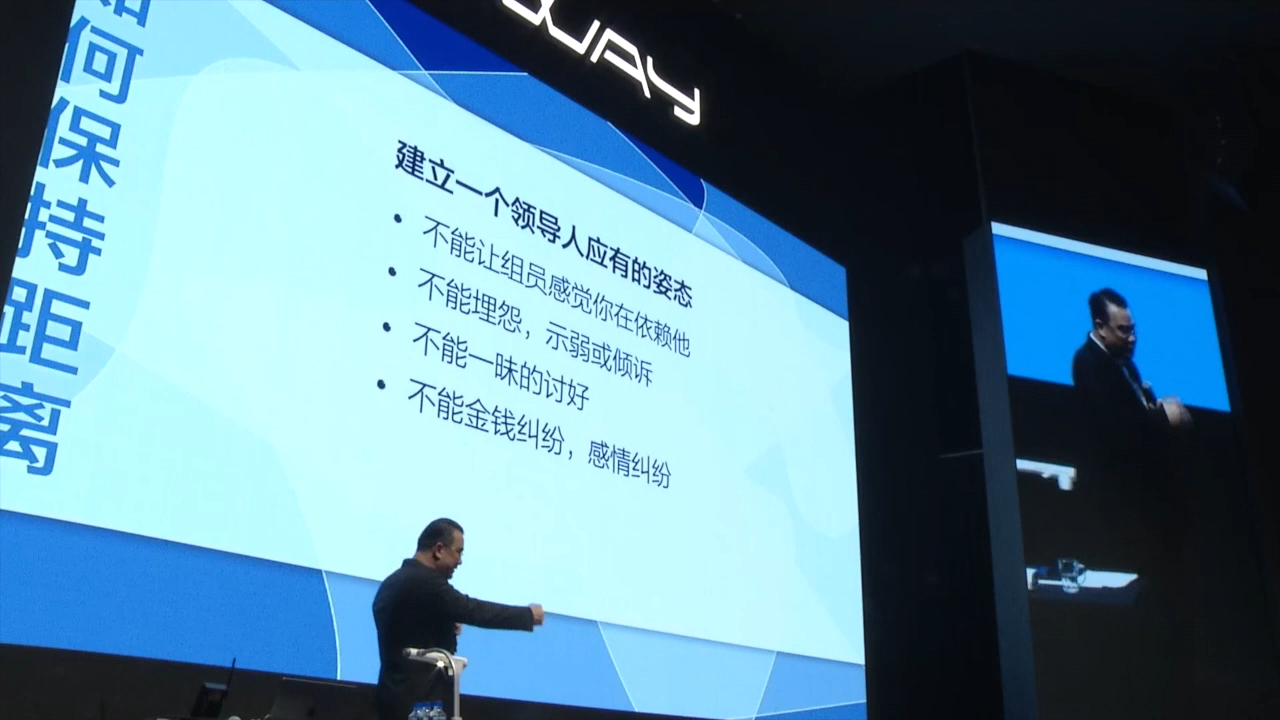 如何保持距离
建立一个领导人应有的姿态
• 不能让组员感觉你在依赖他
• 不能埋怨，示弱或倾诉
• 不能一昧的讨好
• 不能金钱纠纷，感情纠纷